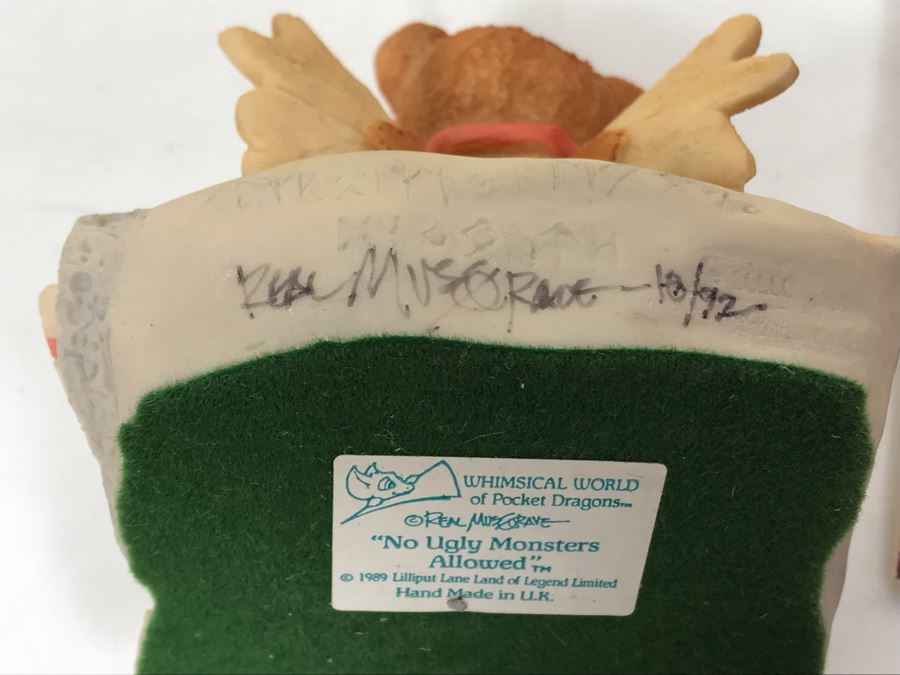 Real Musgrave - 10/92
WHIMSICAL WORLD
of Pocket Dragons™
© Real Musgrave
"No Ugly Monsters
Allowed"™
© 1989 Lilliput Lane Land of Legend Limited
Hand Made in U.K.